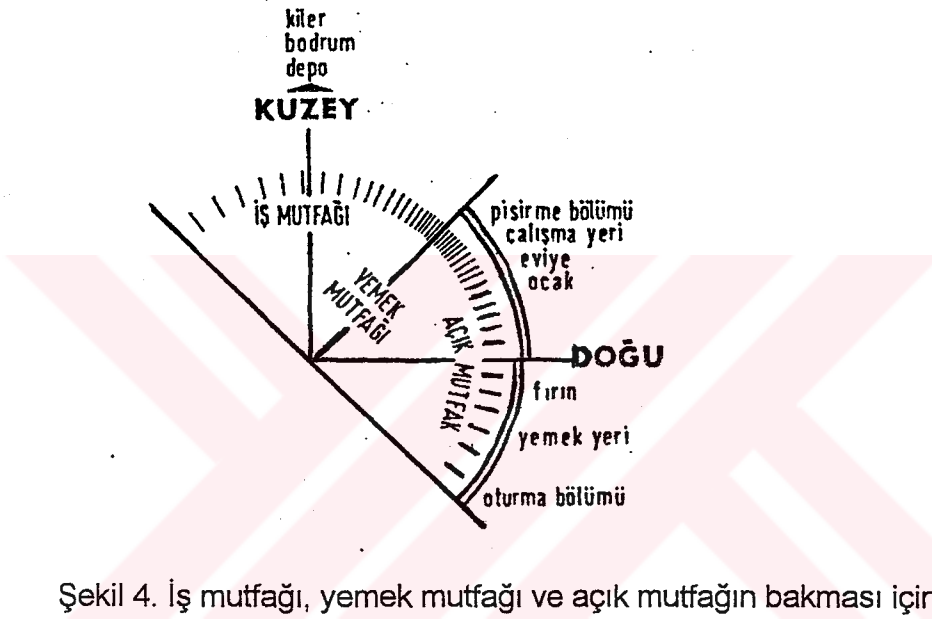 kiler
bodrum
depo
KUZEY
İŞ MUTFAĞI
YEMEK
MUTFAĞI
AÇIK MUTFAK
pişirme bölümü
çalışma yeri
eviye
ocak
DOĞU
fırın
yemek yeri
oturma bölümü
Şekil 4. İş mutfağı, yemek mutfağı ve açık mutfağın bakması için